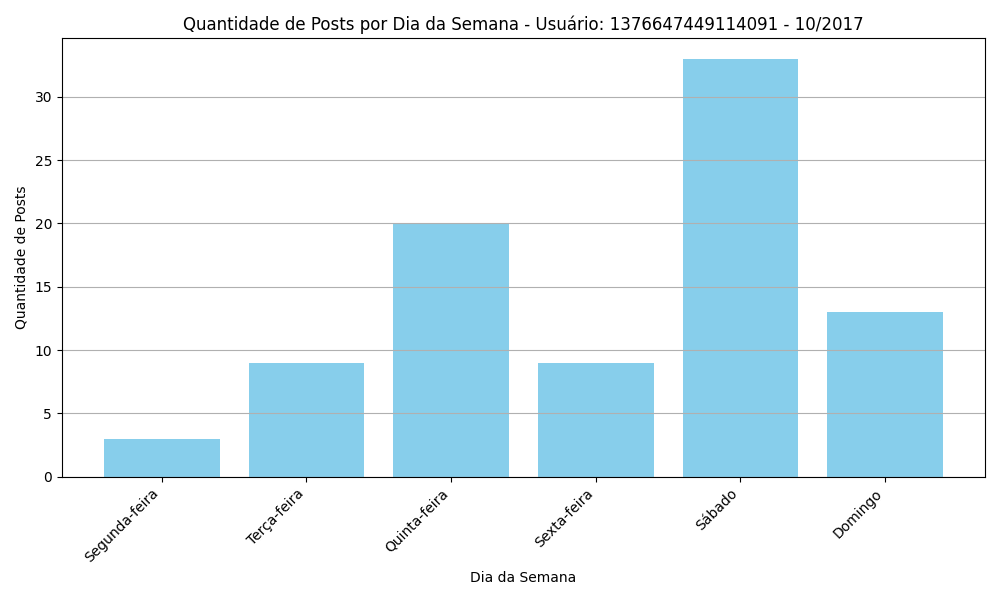 Quantidade de Posts por Dia da Semana - Usuário: 1376647449114091 - 10/2017
Quantidade de Posts
30
25
20
15
10
5
0
Segunda-feira
Terça-feira
Quinta-feira
Sexta-feira
Sábado
Domingo
Dia da Semana